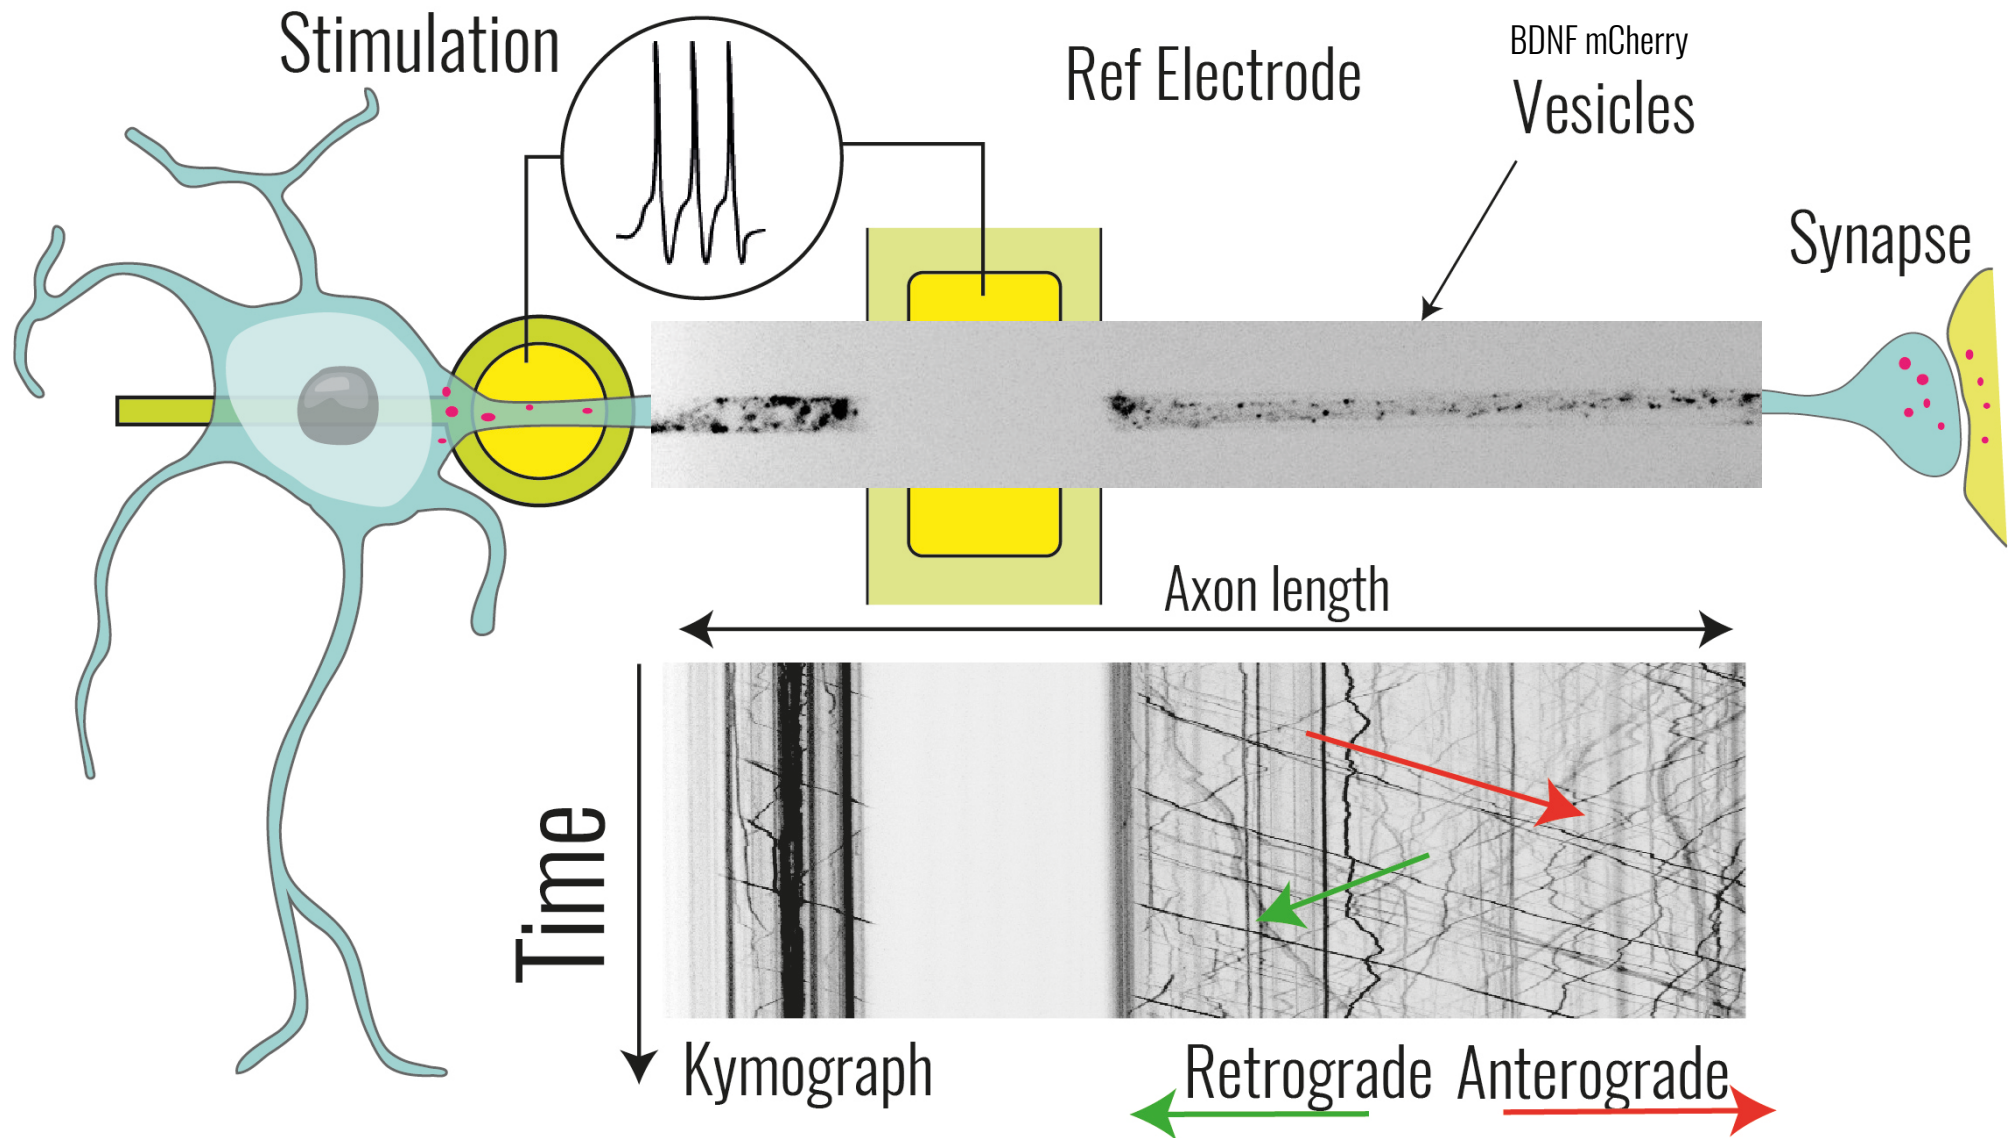 Stimulation
Ref Electrode
BDNF mCherry
Vesicles
Synapse
Axon length
Time
Kymograph
Retrograde
Anterograde